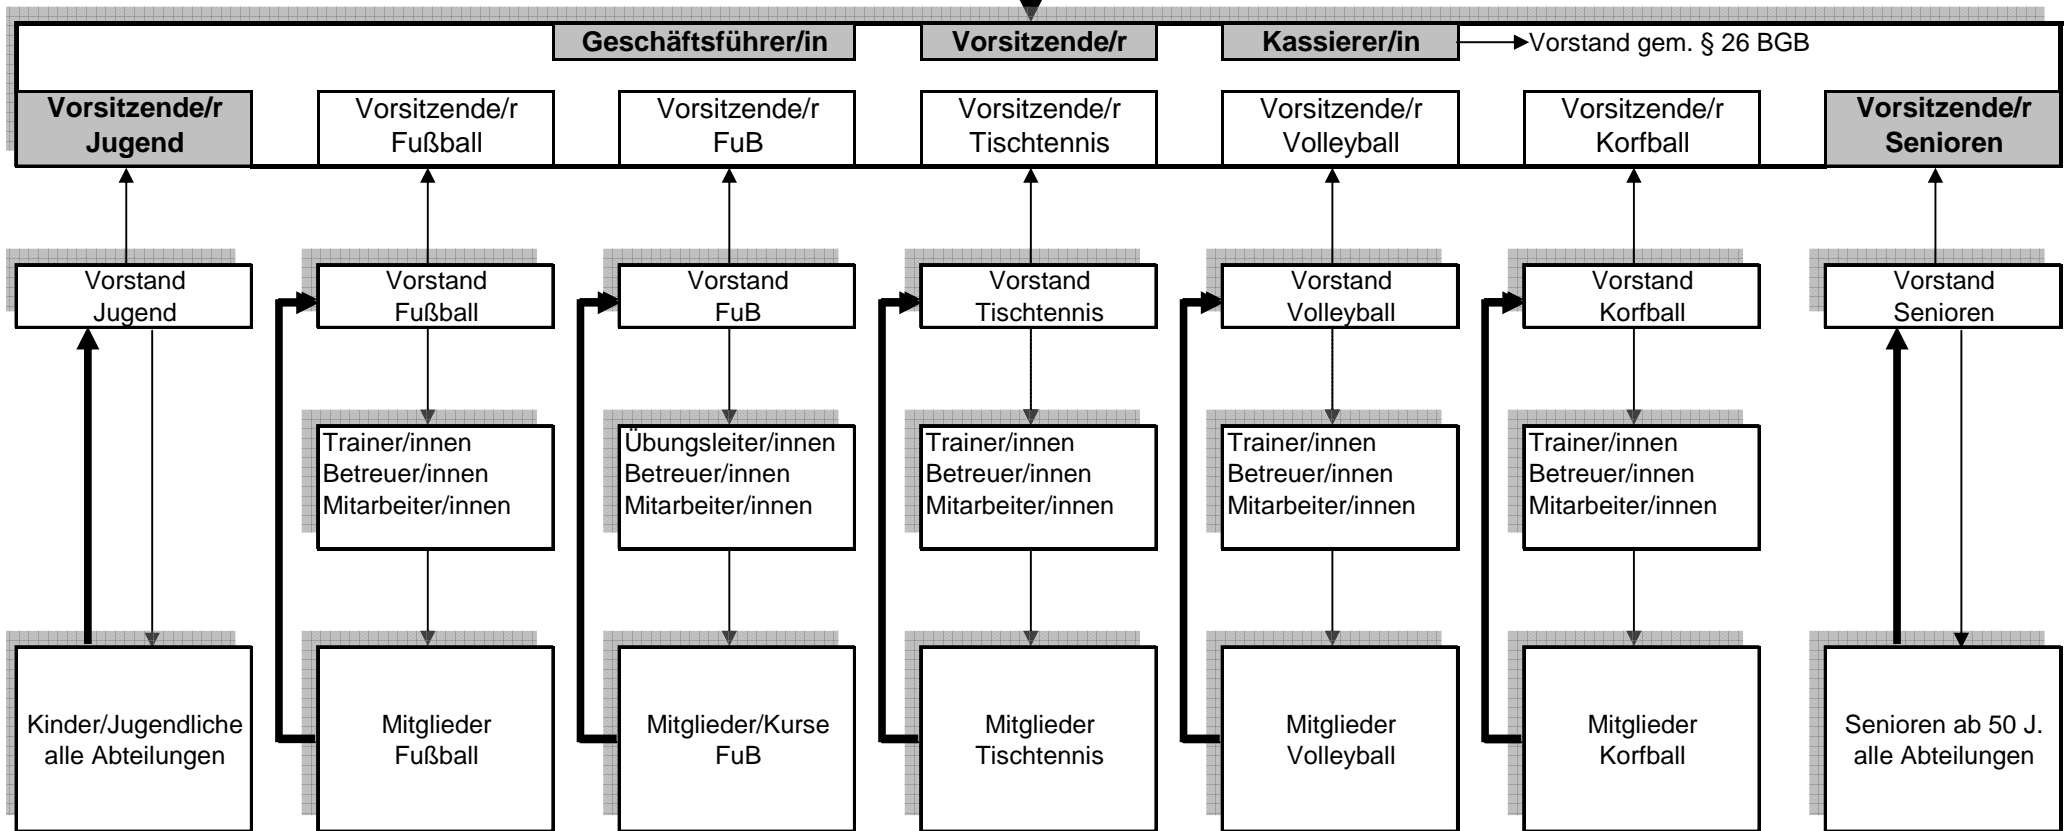 Geschäftsführer/in
Vorsitzende/r
Kassierer/in
Vorstand gem. § 26 BGB
Vorsitzende/r
Jugend
Vorsitzende/r
Fußball
Vorsitzende/r
FuB
Vorsitzende/r
Tischtennis
Vorsitzende/r
Volleyball
Vorsitzende/r
Korfball
Vorsitzende/r
Senioren
Vorstand
Jugend
Vorstand
Fußball
Vorstand
FuB
Vorstand
Tischtennis
Vorstand
Volleyball
Vorstand
Korfball
Vorstand
Senioren
Trainer/innen
Betreuer/innen
Mitarbeiter/innen
Übungsleiter/innen
Betreuer/innen
Mitarbeiter/innen
Trainer/innen
Betreuer/innen
Mitarbeiter/innen
Trainer/innen
Betreuer/innen
Mitarbeiter/innen
Trainer/innen
Betreuer/innen
Mitarbeiter/innen
Kinder/Jugendliche
alle Abteilungen
Mitglieder
Fußball
Mitglieder/Kurse
FuB
Mitglieder
Tischtennis
Mitglieder
Volleyball
Mitglieder
Korfball
Senioren ab 50 J.
alle Abteilungen